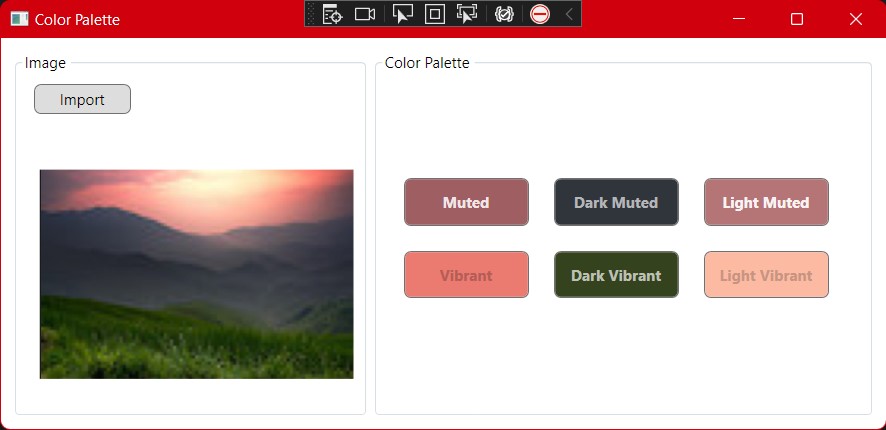 Color Palette
Image
Import
Color Palette
Muted
Dark Muted
Light Muted
Vibrant
Dark Vibrant
Light Vibrant